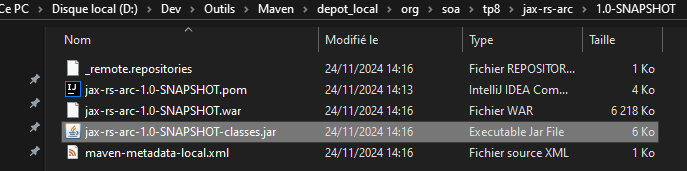 Ce PC > Disque local (D:) > Dev > Outils > Maven > depot_local > org > soa > tp8 > jax-rs-arc > 1.0-SNAPSHOT
Nom Modifié le Type Taille
_remote.repositories 24/11/2024 14:16 Fichier REPOSITOR... 1 Ko
jax-rs-arc-1.0-SNAPSHOT.pom 24/11/2024 14:13 IntelliJ IDEA Com... 4 Ko
jax-rs-arc-1.0-SNAPSHOT.war 24/11/2024 14:16 Fichier WAR 6 218 Ko
jax-rs-arc-1.0-SNAPSHOT-classes.jar 24/11/2024 14:16 Executable Jar File 6 Ko
maven-metadata-local.xml 24/11/2024 14:16 Fichier source XML 1 Ko